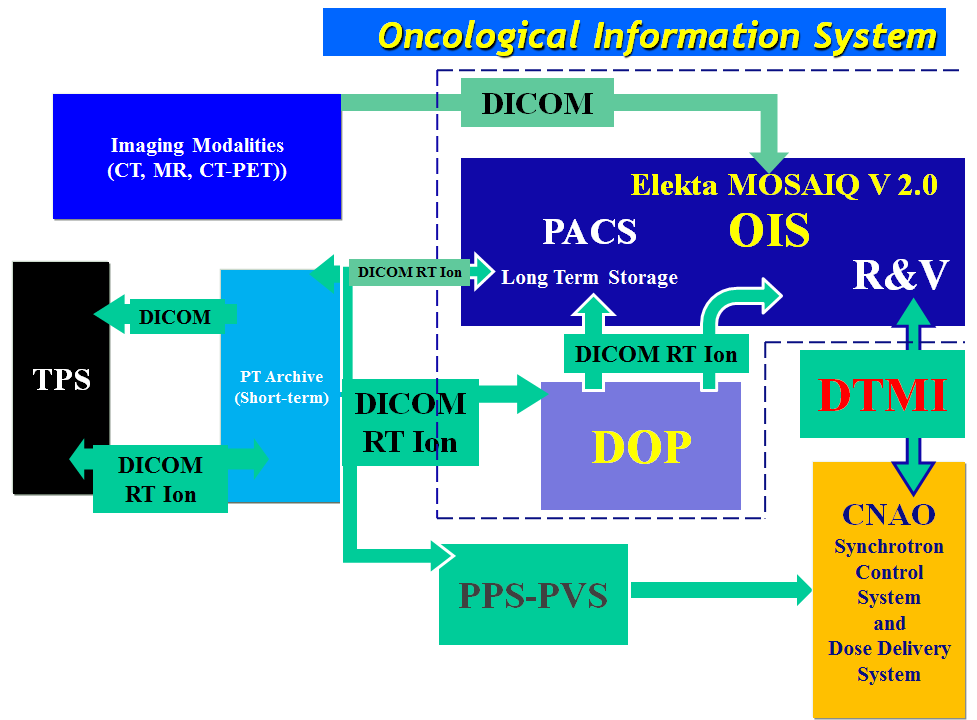 Oncological Information System
DICOM
Imaging Modalities
(CT, MR, CT-PET))
Elekta MOSAIQ V 2.0
OIS
PACS
Long Term Storage
R&V
DICOM RT Ion
DICOM
TPS
PT Archive
(Short-term)
DICOM RT Ion
DICOM
RT Ion
DTMI
DOP
DICOM
RT Ion
CNAO
Synchrotron
Control
System
and
Dose Delivery
System
PPS-PVS